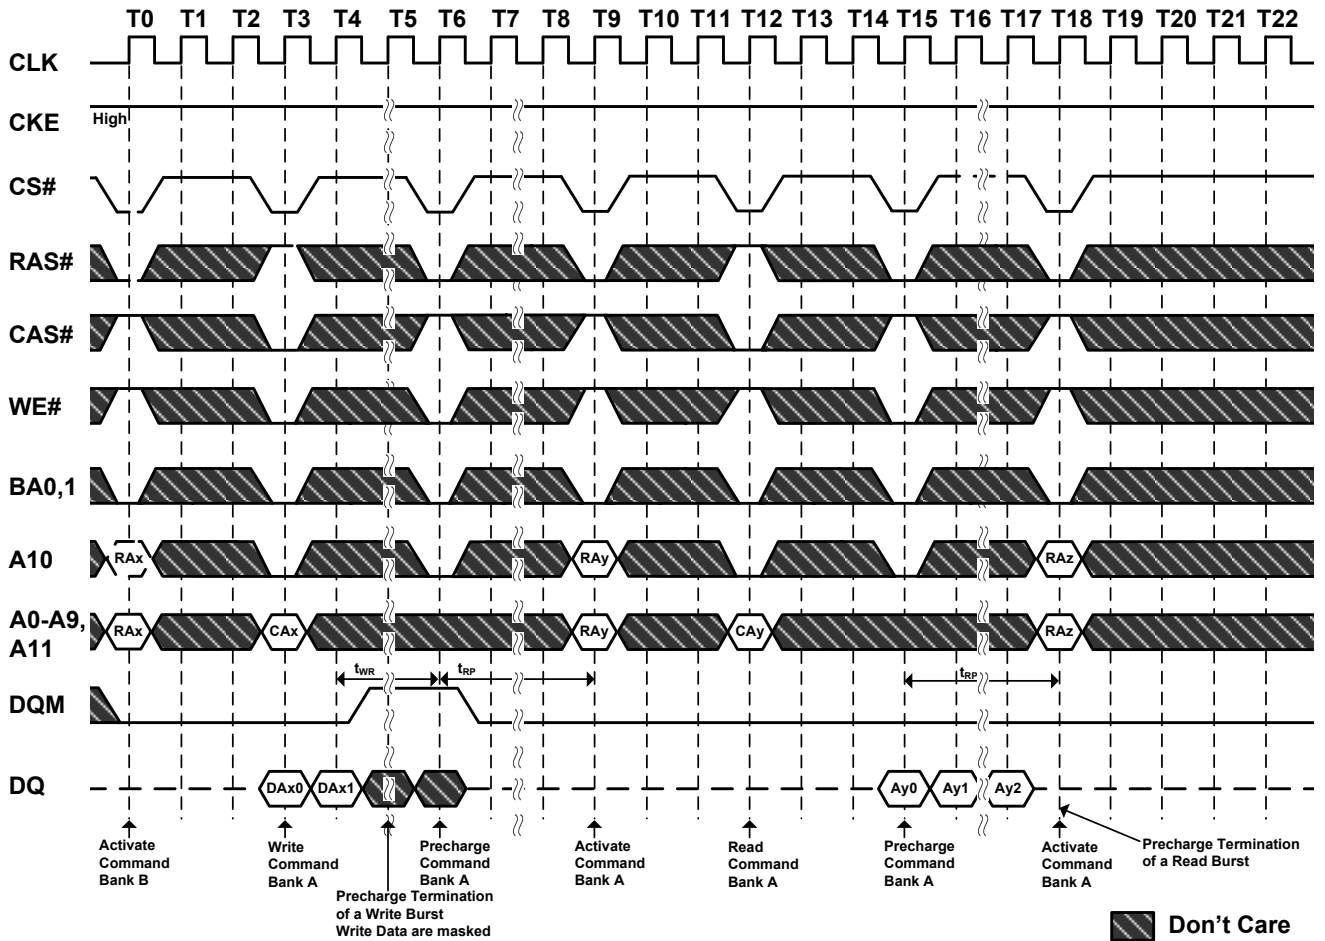 T0 T1 T2 T3 T4 T5 T6 T7 T8 T9 T10 T11 T12 T13 T14 T15 T16 T17 T18 T19 T20 T21 T22
CLK
CKE High
CS#
RAS#
CAS#
WE#
BA0,1
A10 RAx RAy RAz
A0-A9,
A11 RAx CAx RAy CAy RAz
tWR tRP tRP
DQM
DQ DAx0 DAx1 Ay0 Ay1 Ay2
Activate
Command
Bank B
Write
Command
Bank A
Precharge Termination
of a Write Burst
Write Data are masked
Precharge
Command
Bank A
Activate
Command
Bank A
Read
Command
Bank A
Precharge
Command
Bank A
Activate
Command
Bank A
Precharge Termination
of a Read Burst
Don't Care